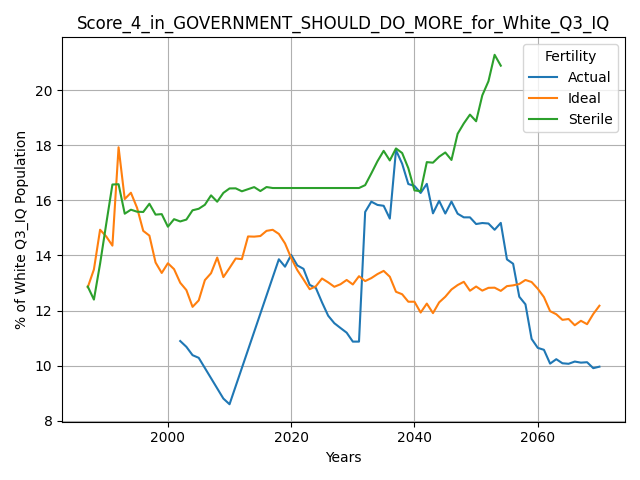 Score_4_in_GOVERNMENT_SHOULD_DO_MORE_for_White_Q3_IQ
Fertility
Actual
Ideal
Sterile
% of White Q3_IQ Population
20
18
16
14
12
10
8
2000 2020 2040 2060
Years